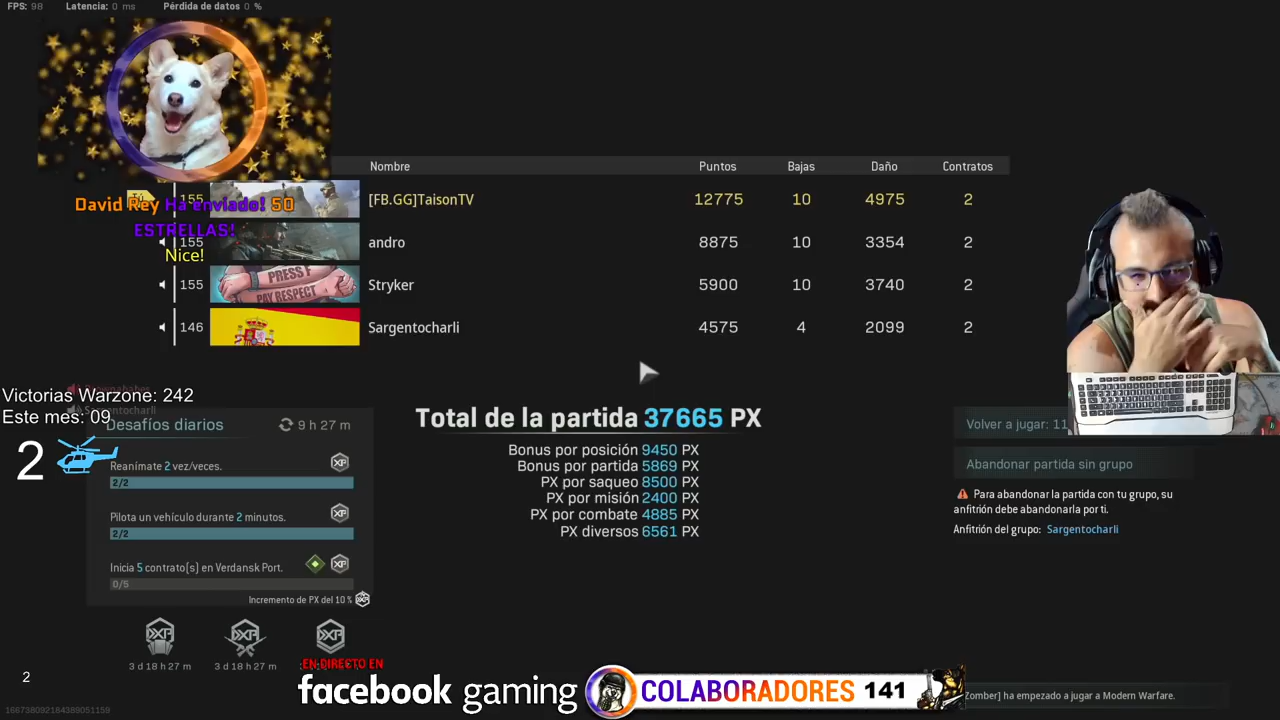 FPS: 98 Latencia: 0 ms Pérdida de datos 0 %
Nombre Puntos Bajas Daño Contratos
155 [FB.GG]TaisonTV 12775 10 4975 2
David Rey Ha enviado! 50
ESTRELLAS!
Nice!
155 andro 8875 10 3354 2
155 PRESS F PAY RESPECT Stryker 5900 10 3740 2
146 Sargentocharli 4575 4 2099 2
Victorias Warzone: 242
Este mes: 09
2
Desafíos diarios 9 h 27 m
Reanímate 2 vez/veces.
2/2
Pilota un vehículo durante 2 minutos.
2/2
Inicia 5 contrato(s) en Verdansk Port.
0/5
Incremento de PX del 10 %
3 d 18 h 27 m 3 d 18 h 27 m
Total de la partida 37665 PX
Bonus por posición 9450 PX
Bonus por partida 5869 PX
PX por saqueo 8500 PX
PX por misión 2400 PX
PX por combate 4885 PX
PX diversos 6561 PX
Volver a jugar: 11
Abandonar partida sin grupo
Para abandonar la partida con tu grupo, su
anfitrión debe abandonarla por ti.
Anfitrión del grupo: Sargentocharli
2
EN DIRECTO EN
facebook gaming
COLABORADORES 141
Zomber] ha empezado a jugar a Modern Warfare.